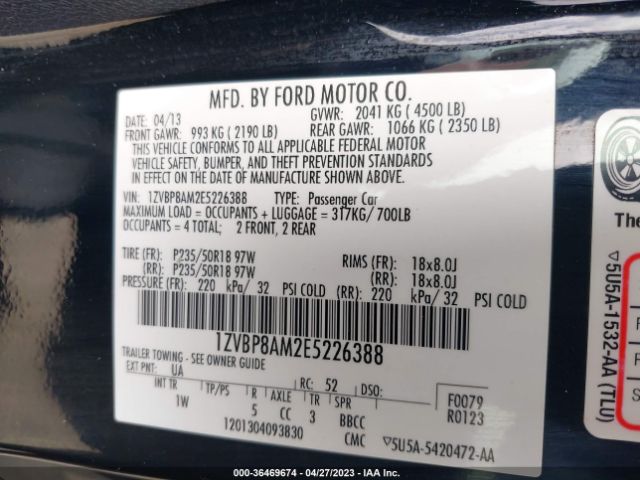 MFD. BY FORD MOTOR CO.
DATE: 04/13 GVWR: 2041 KG ( 4500 LB)
FRONT GAWR: 993 KG ( 2190 LB) REAR GAWR: 1066 KG ( 2350 LB)
THIS VEHICLE CONFORMS TO ALL APPLICABLE FEDERAL MOTOR
VEHICLE SAFETY, BUMPER, AND THEFT PREVENTION STANDARDS
IN EFFECT ON THE DATE OF MANUFACTURE SHOWN ABOVE.
VIN: 1ZVBP8AM2E5226388 TYPE: Passenger Car
MAXIMUM LOAD = OCCUPANTS + LUGGAGE = 317KG/ 700LB
OCCUPANTS = 4 TOTAL; 2 FRONT, 2 REAR
TIRE (FR): P235/50R18 97W RIMS (FR): 18x8.0J
(RR): P235/50R18 97W (RR): 18x8.0J
PRESSURE (FR): 220 kPa/ 32 PSI COLD (RR): 220 kPa/ 32 PSI COLD
1ZVBP8AM2E5226388
TRAILER TOWING - SEE OWNER GUIDE
EXT PNT: UA RC: 52 DSO: F0079
INT TR TP/PS R AXLE TR SPR R0123
1W 5 CC 3 BBCC
1201304093830 CMC ▽5U5A-5420472-AA
The
▽5U5A-1532-AA (TLU)
F
S
000-36469674 / 04/27/2023 / IAA Inc.